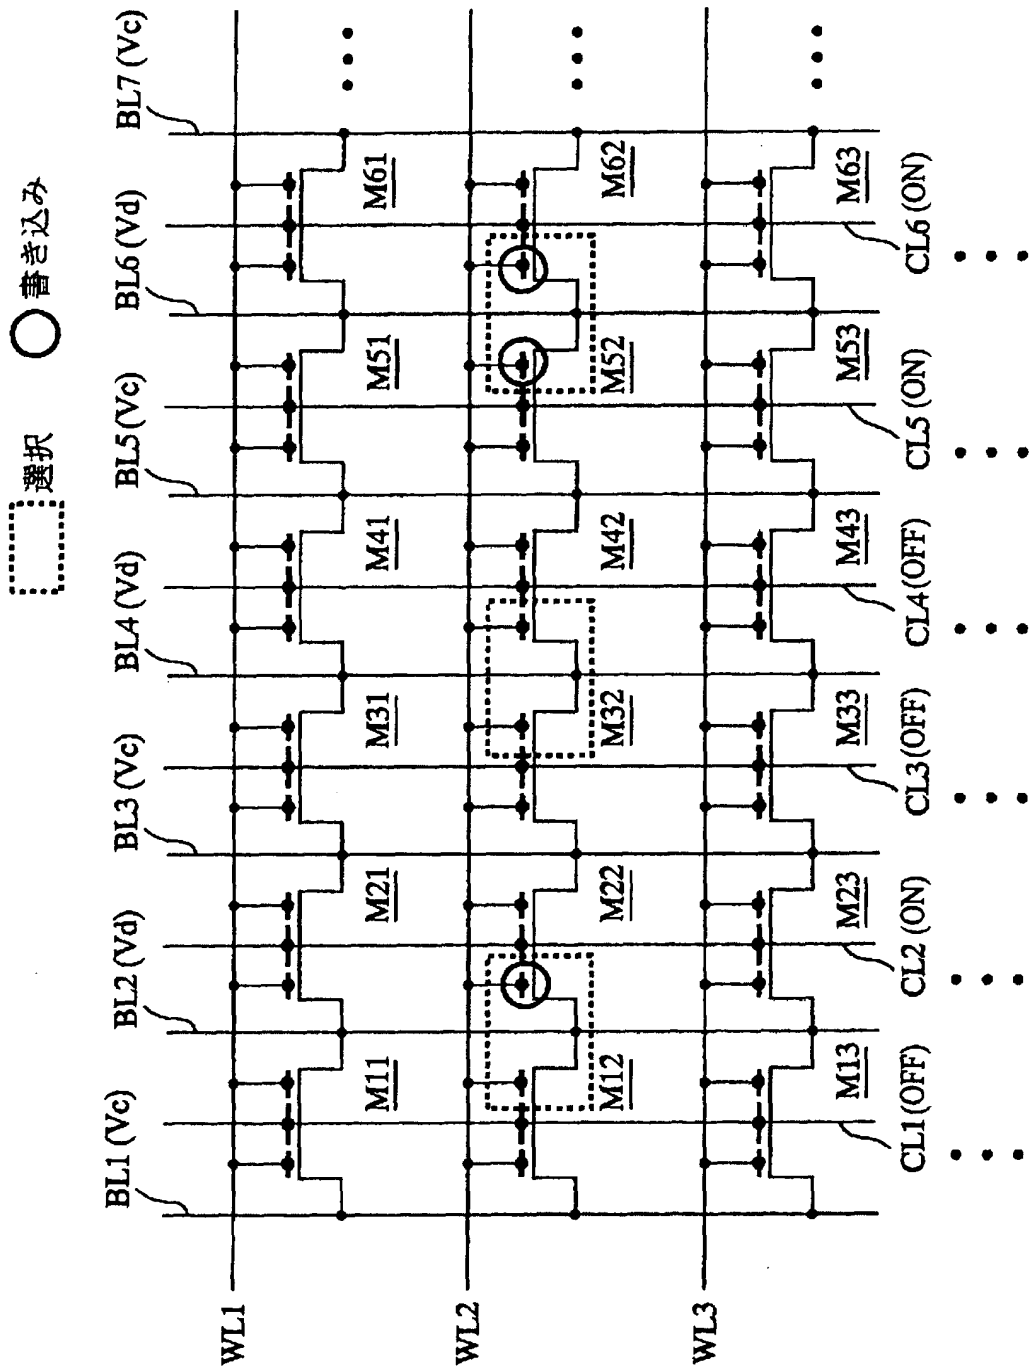 選択 書き込み
BL1 (Vc) BL2 (Vd) BL3 (Vc) BL4 (Vd) BL5 (Vc) BL6 (Vd) BL7 (Vc)
WL1
M11 M21 M31 M41 M51 M61
WL2
M12 M22 M32 M42 M52 M62
WL3
M13 M23 M33 M43 M53 M63
CL1 (OFF) CL2 (ON) CL3 (OFF) CL4 (OFF) CL5 (ON) CL6 (ON)